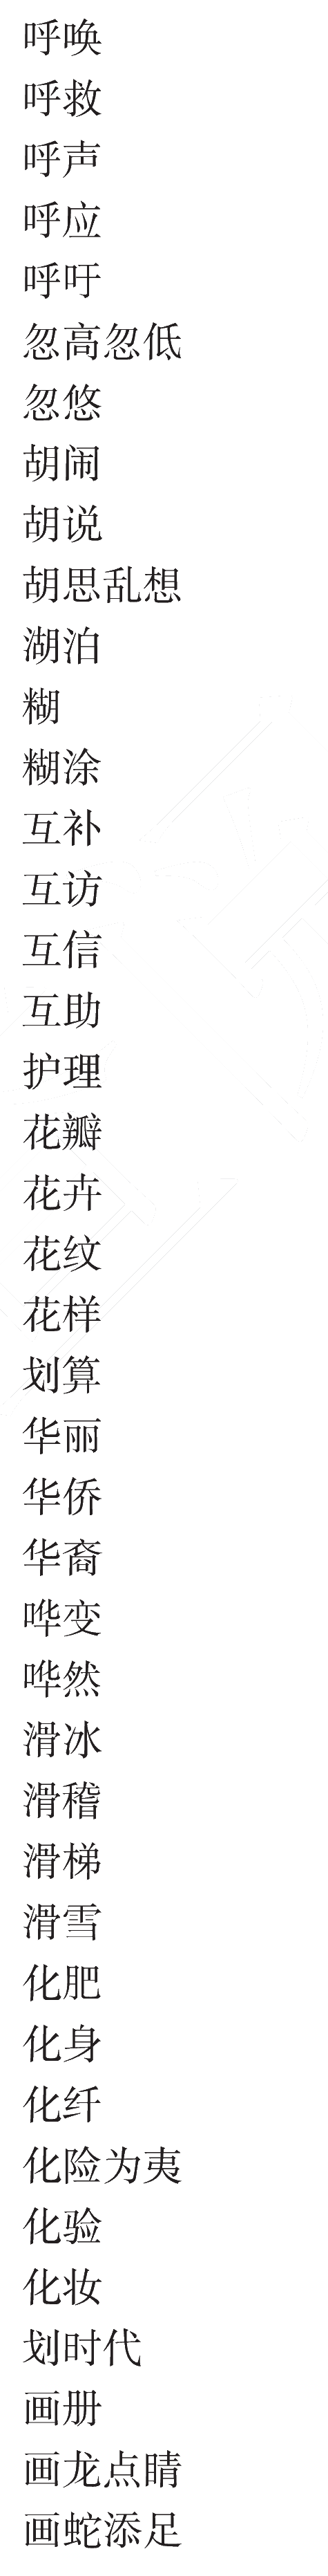 呼唤
呼救
呼声
呼应
呼吁
忽高忽低
忽悠
胡闹
胡说
胡思乱想
湖泊
糊
糊涂
互补
互访
互信
互助
护理
花瓣
花卉
花纹
花样
划算
华丽
华侨
华裔
哗变
哗然
滑冰
滑稽
滑梯
滑雪
化肥
化身
化纤
化险为夷
化验
化妆
划时代
画册
画龙点睛
画蛇添足